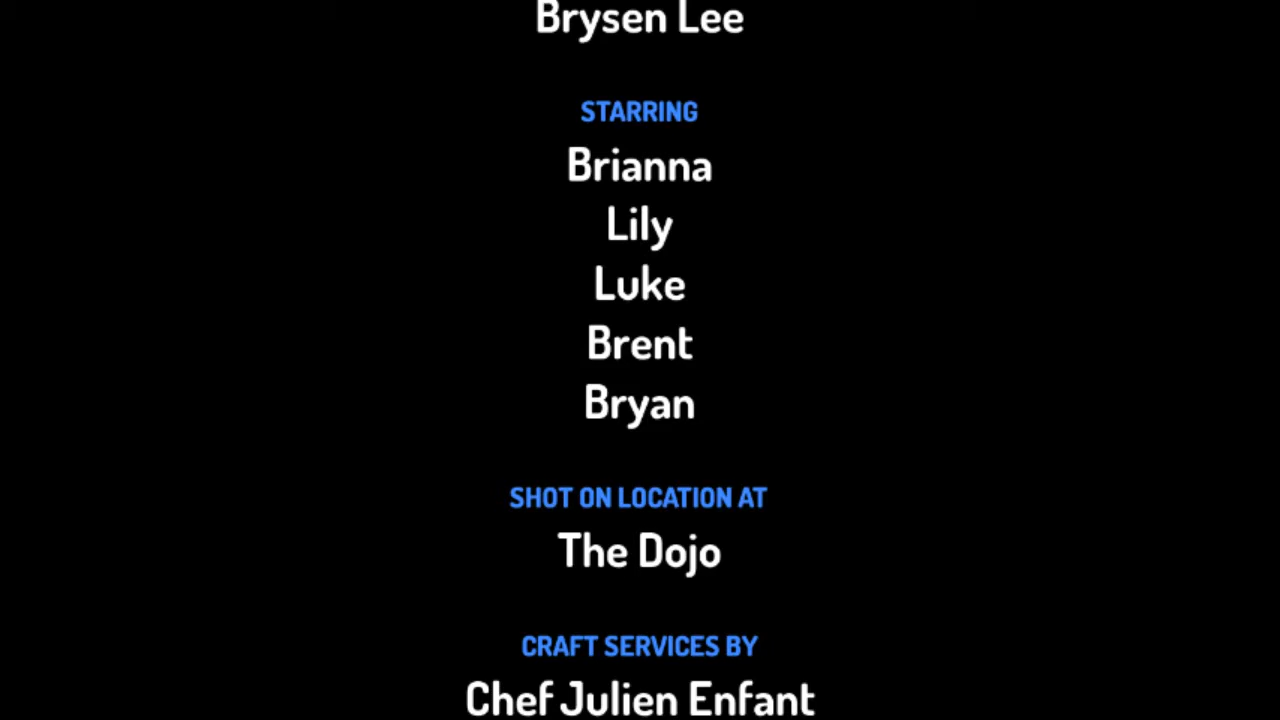 Brysen Lee
STARRING
Brianna
Lily
Luke
Brent
Bryan
SHOT ON LOCATION AT
The Dojo
CRAFT SERVICES BY
Chef Julien Enfant